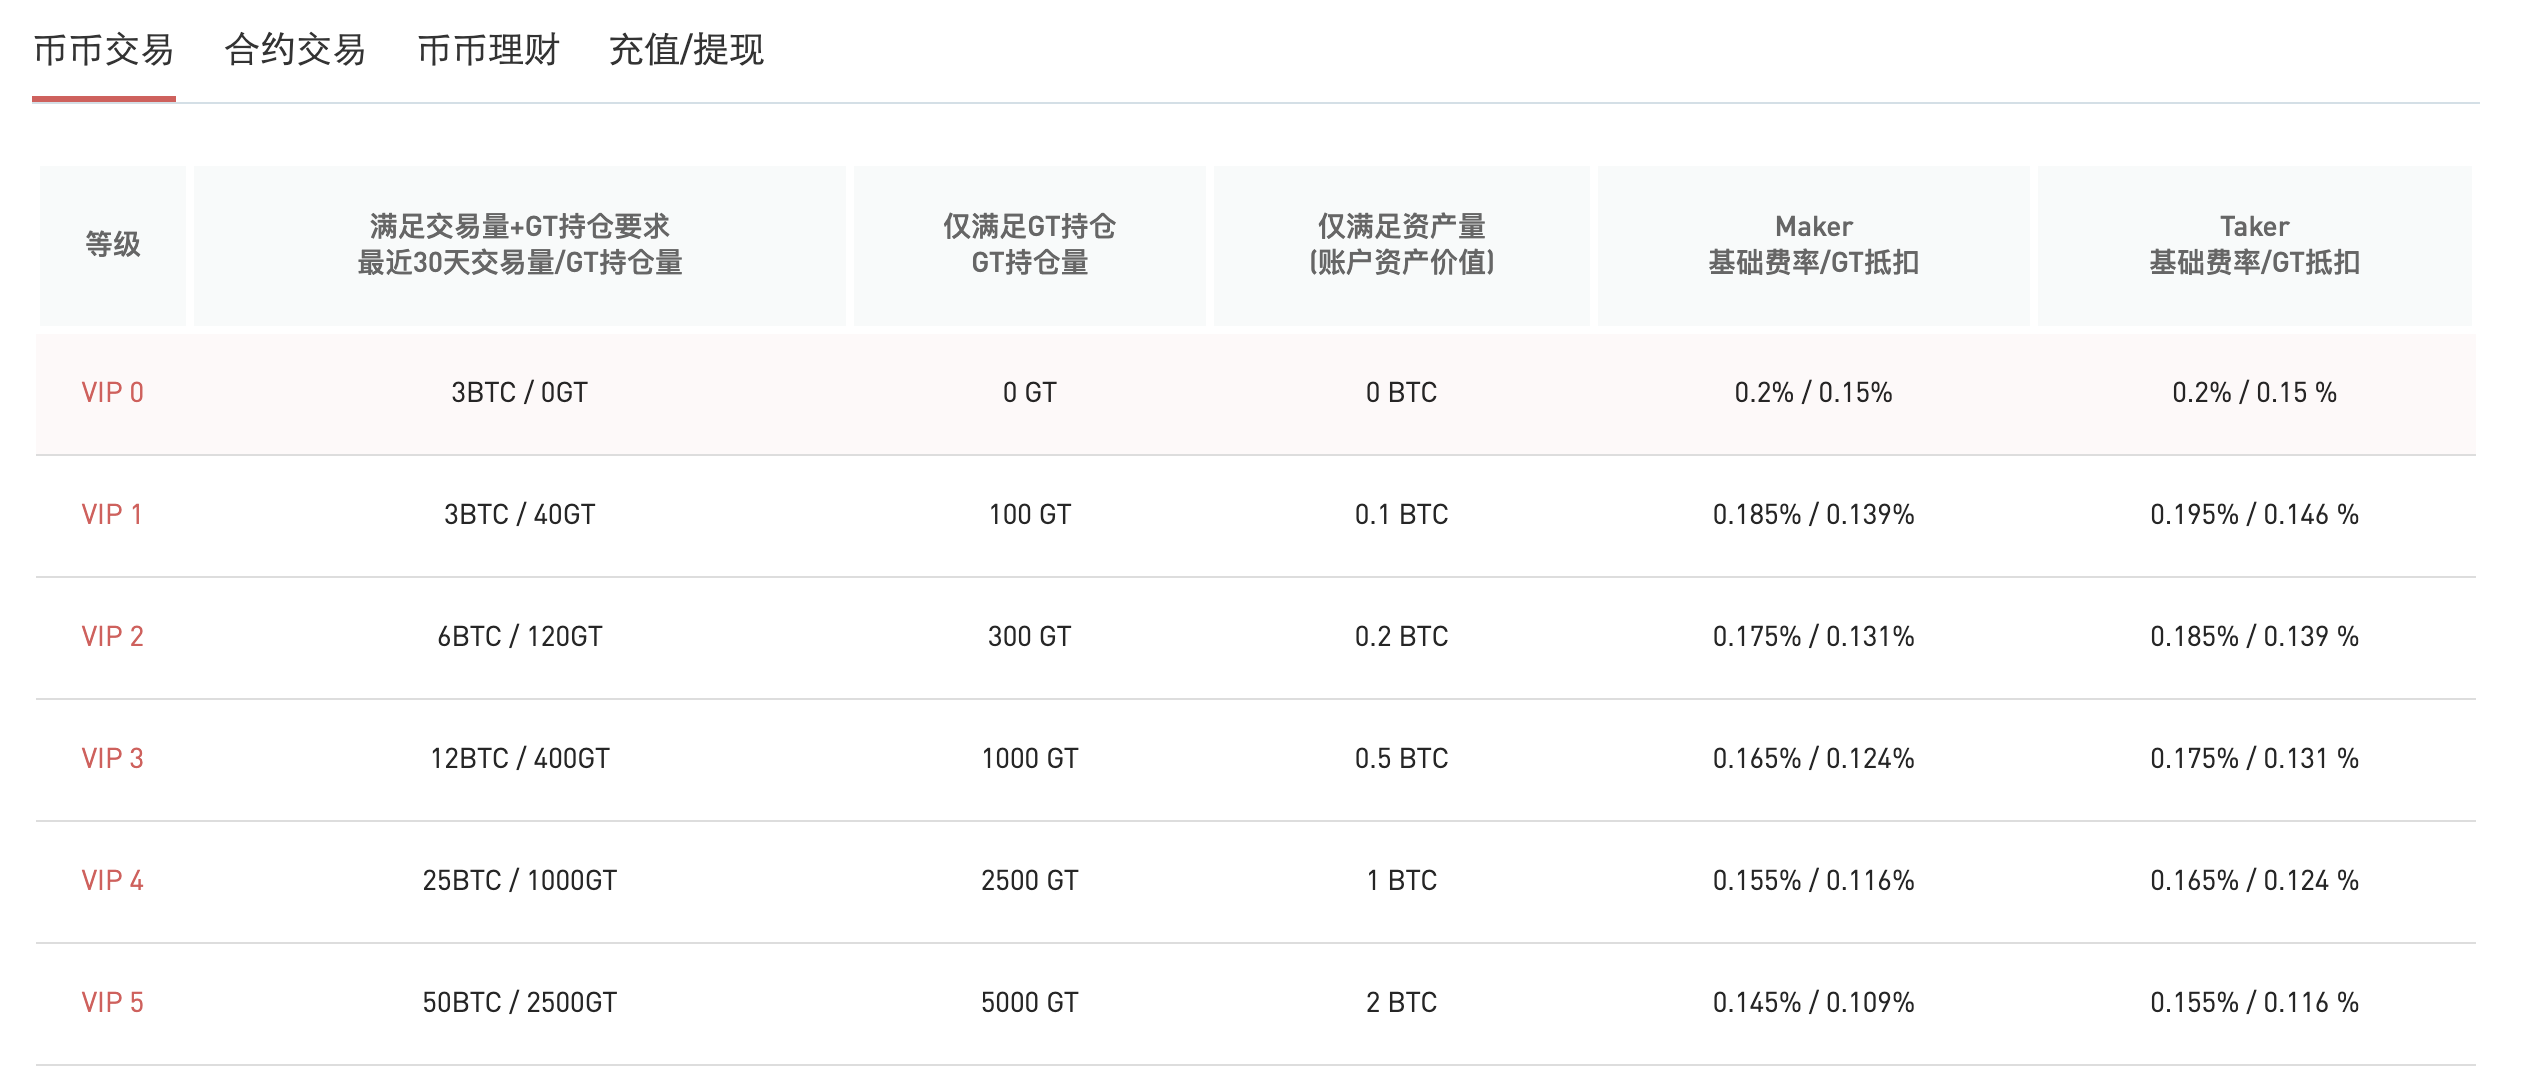 币币交易 合约交易 币币理财 充值/提现
等级 满足交易量+GT持仓要求 最近30天交易量/GT持仓量 仅满足GT持仓 GT持仓量 仅满足资产量 (账户资产价值) Maker 基础费率/GT抵扣 Taker 基础费率/GT抵扣
VIP 0 3BTC / 0GT 0 GT 0 BTC 0.2% / 0.15% 0.2% / 0.15 %
VIP 1 3BTC / 40GT 100 GT 0.1 BTC 0.185% / 0.139% 0.195% / 0.146 %
VIP 2 6BTC / 120GT 300 GT 0.2 BTC 0.175% / 0.131% 0.185% / 0.139 %
VIP 3 12BTC / 400GT 1000 GT 0.5 BTC 0.165% / 0.124% 0.175% / 0.131 %
VIP 4 25BTC / 1000GT 2500 GT 1 BTC 0.155% / 0.116% 0.165% / 0.124 %
VIP 5 50BTC / 2500GT 5000 GT 2 BTC 0.145% / 0.109% 0.155% / 0.116 %